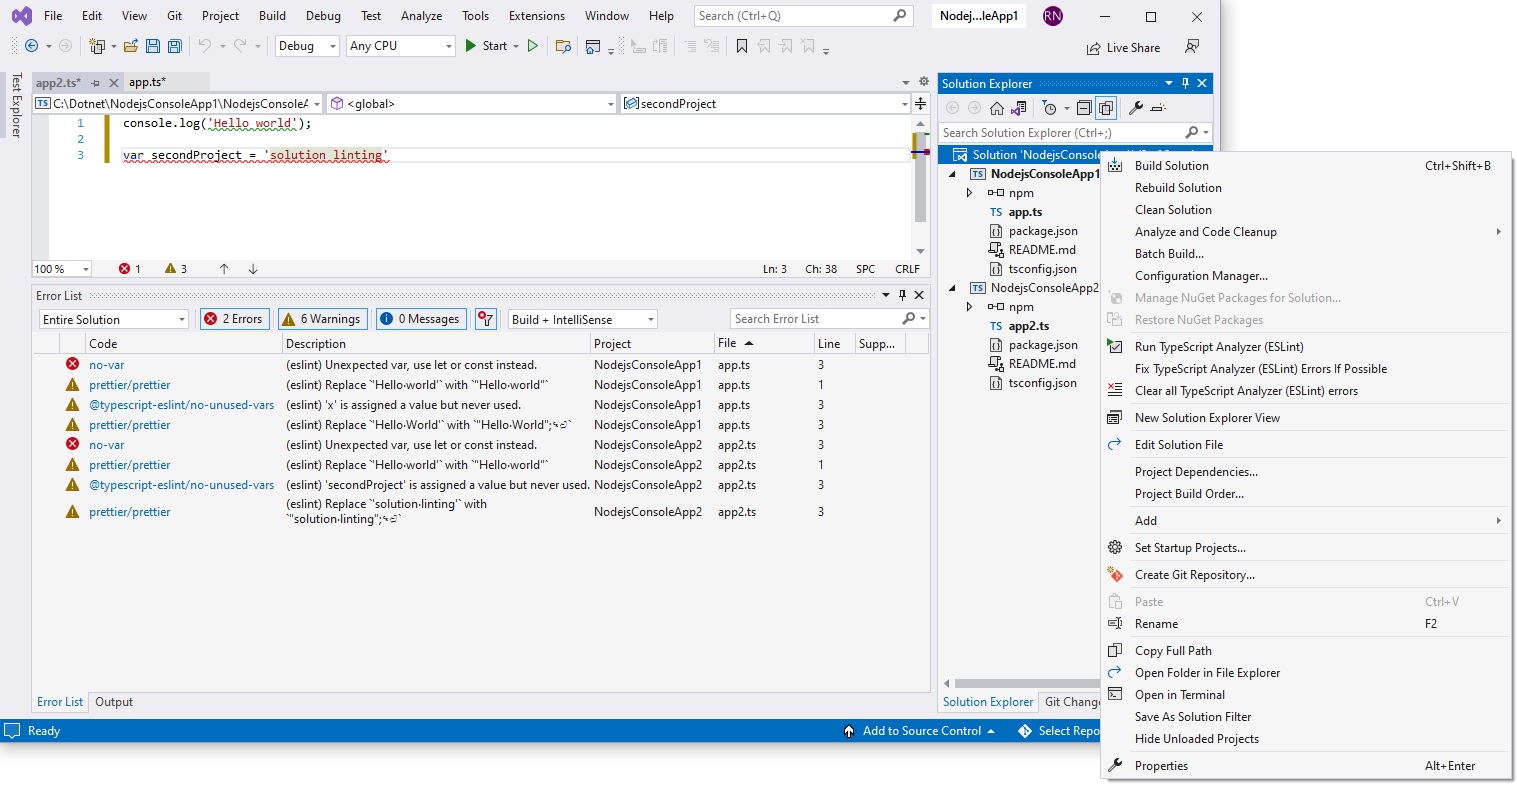 File Edit View Git Project Build Debug Test Analyze Tools Extensions Window Help Search (Ctrl+Q) Nodej...leApp1 RN
Debug Any CPU Start Live Share
Test Explorer
app2.ts* app.ts*
TS C:\Dotnet\NodejsConsoleApp1\NodejsConsoleA <global> secondProject
1 console.log('Hello world');
2
3 var secondProject = 'solution linting'
100 % 1 3 Ln: 3 Ch: 38 SPC CRLF
Error List
Entire Solution 2 Errors 6 Warnings 0 Messages Build + IntelliSense Search Error List
Code Description Project File Line Supp...
no-var (eslint) Unexpected var, use let or const instead. NodejsConsoleApp1 app.ts 3
prettier/prettier (eslint) Replace `'Hello·world'` with `"Hello·world"` NodejsConsoleApp1 app.ts 1
@typescript-eslint/no-unused-vars (eslint) 'x' is assigned a value but never used. NodejsConsoleApp1 app.ts 3
prettier/prettier (eslint) Replace `'Hello·World'` with `"Hello·World";␍⏎` NodejsConsoleApp1 app.ts 3
no-var (eslint) Unexpected var, use let or const instead. NodejsConsoleApp2 app2.ts 3
prettier/prettier (eslint) Replace `'Hello·world'` with `"Hello·world"` NodejsConsoleApp2 app2.ts 1
@typescript-eslint/no-unused-vars (eslint) 'secondProject' is assigned a value but never used. NodejsConsoleApp2 app2.ts 3
prettier/prettier (eslint) Replace `'solution·linting'` with
`"solution·linting";␍⏎` NodejsConsoleApp2 app2.ts 3
Error List Output
Solution Explorer
Search Solution Explorer (Ctrl+;)
Solution 'NodejsConsole
TS NodejsConsoleApp1
npm
TS app.ts
package.json
README.md
tsconfig.json
TS NodejsConsoleApp2
npm
TS app2.ts
package.json
README.md
tsconfig.json
Solution Explorer Git Chang
Build Solution Ctrl+Shift+B
Rebuild Solution
Clean Solution
Analyze and Code Cleanup
Batch Build...
Configuration Manager...
Manage NuGet Packages for Solution...
Restore NuGet Packages
Run TypeScript Analyzer (ESLint)
Fix TypeScript Analyzer (ESLint) Errors If Possible
Clear all TypeScript Analyzer (ESLint) errors
New Solution Explorer View
Edit Solution File
Project Dependencies...
Project Build Order...
Add
Set Startup Projects...
Create Git Repository...
Paste Ctrl+V
Rename F2
Copy Full Path
Open Folder in File Explorer
Open in Terminal
Save As Solution Filter
Hide Unloaded Projects
Properties Alt+Enter
Ready Add to Source Control Select Repo